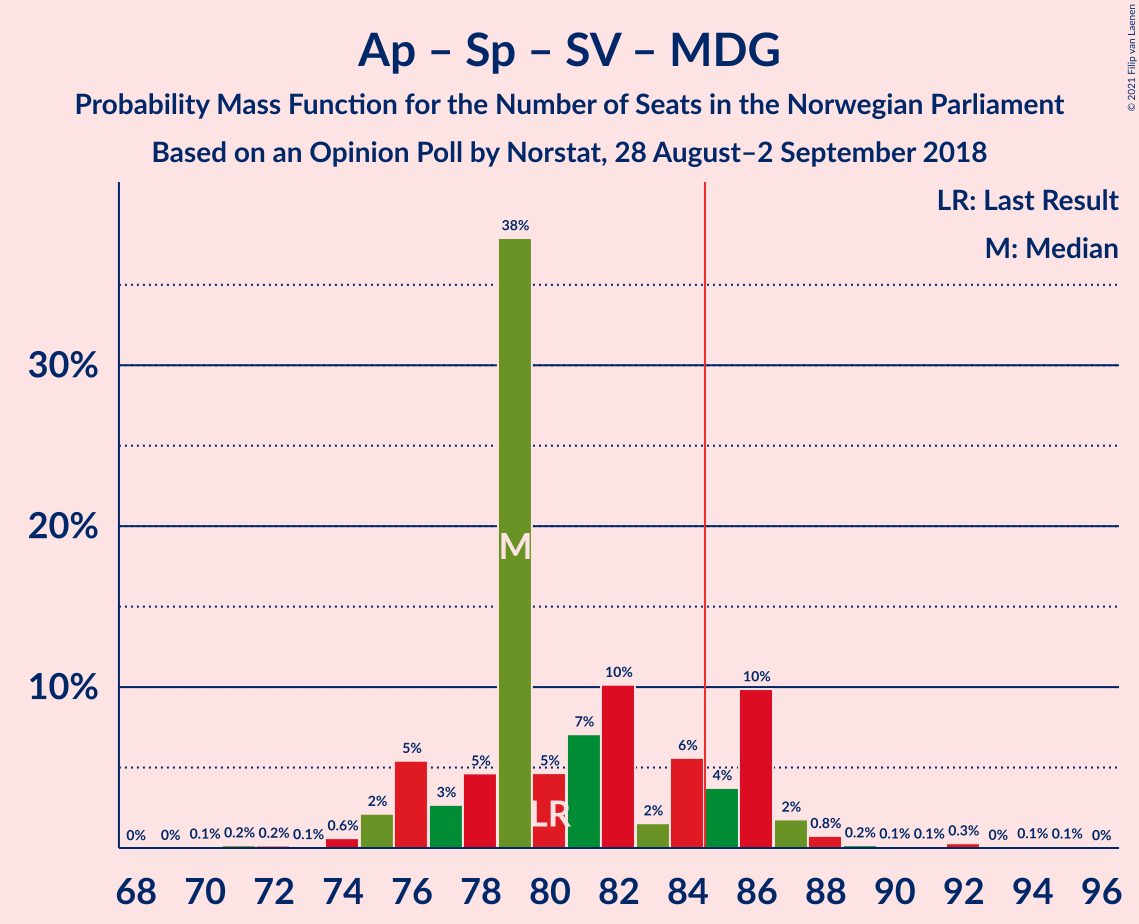 Ap – Sp – SV – MDG
Probability Mass Function for the Number of Seats in the Norwegian Parliament
Based on an Opinion Poll by Norstat, 28 August–2 September 2018
© 2021 Filip van Laenen
LR: Last Result
M: Median
38%
30%
20%
M
10%
10% 10%
7%
6%
5% 5% 5%
4%
3%
2% 2% 2%
LR
0% 0% 0.1% 0.2% 0.2% 0.1% 0.6% 0.8% 0.2% 0.1% 0.1% 0.3% 0% 0.1% 0.1% 0%
68 70 72 74 76 78 80 82 84 86 88 90 92 94 96